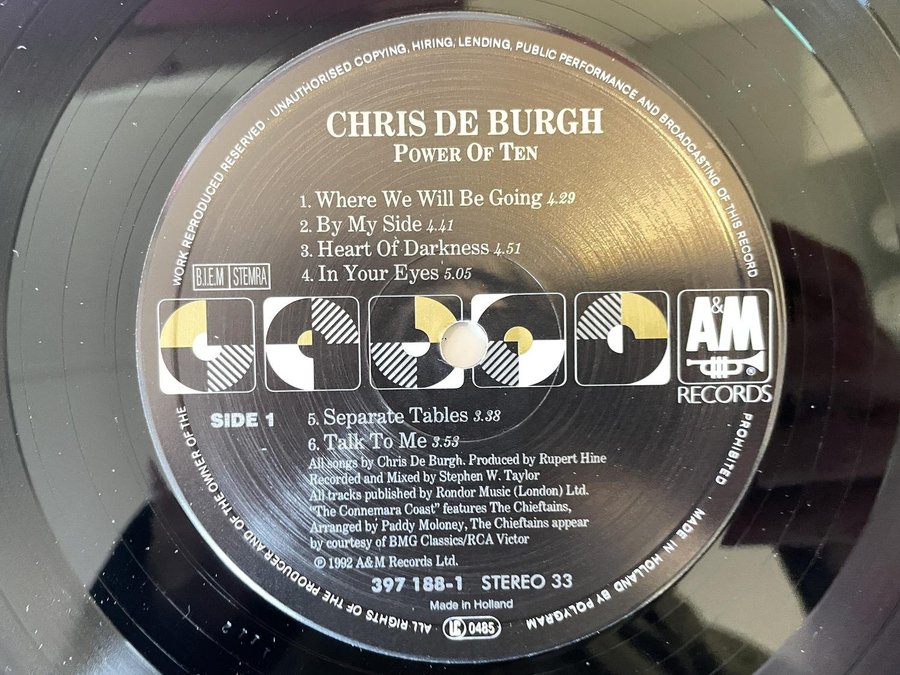 WORK REPRODUCED RESERVED · UNAUTHORISED COPYING, HIRING, LENDING, PUBLIC PERFORMANCE AND BROADCASTING OF THIS RECORD
PROHIBITED
CHRIS DE BURGH
POWER OF TEN
1. Where We Will Be Going 4.29
2. By My Side 4.41
3. Heart Of Darkness 4.51
B.I.E.M STEMRA
4. In Your Eyes 5.05
A&M
®
RECORDS
SIDE 1
5. Separate Tables 3.38
6. Talk To Me 3.53
All songs by Chris De Burgh. Produced by Rupert Hine
Recorded and Mixed by Stephen W. Taylor
All tracks published by Rondor Music (London) Ltd.
"The Connemara Coast" features The Chieftains,
Arranged by Paddy Moloney, The Chieftains appear
by courtesy of BMG Classics/RCA Victor
℗ 1992 A&M Records Ltd.
397 188-1 STEREO 33
Made in Holland
LC 0485
ALL RIGHTS OF THE PRODUCER AND OF THE OWNER OF THE
MADE IN HOLLAND BY POLYGRAM